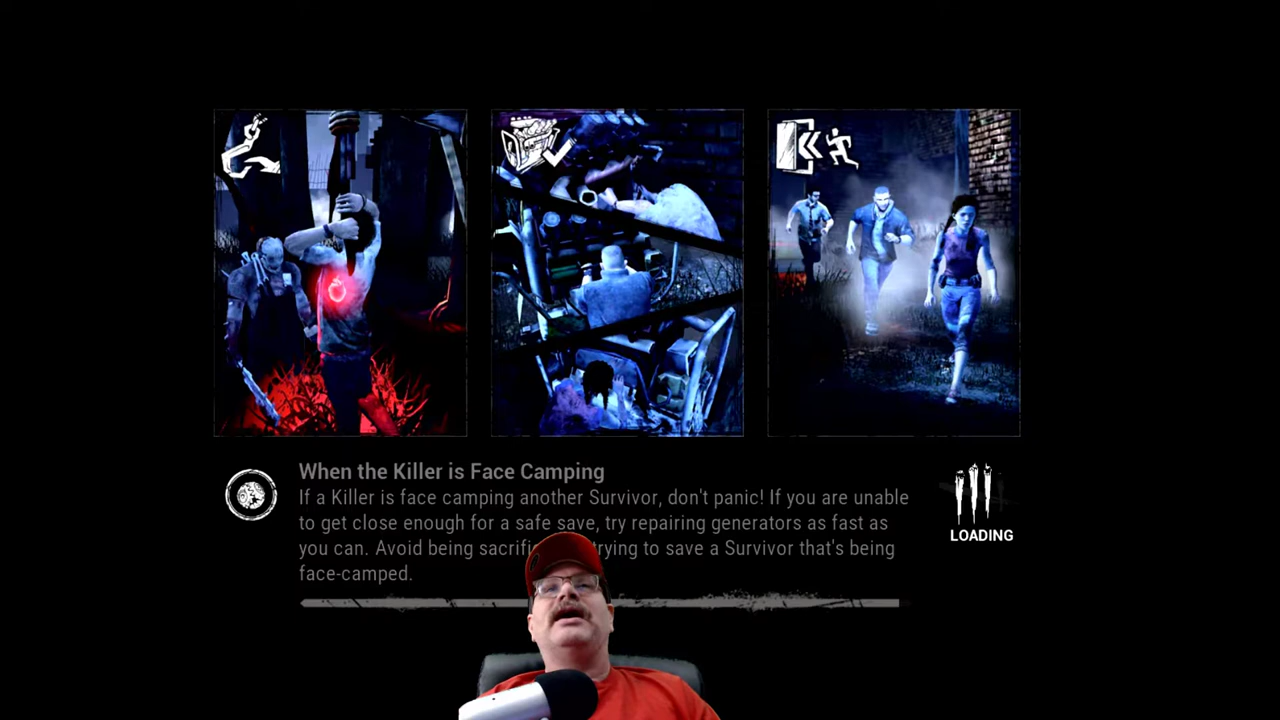 When the Killer is Face Camping
If a Killer is face camping another Survivor, don't panic! If you are unable
to get close enough for a safe save, try repairing generators as fast as
you can. Avoid being trying to save a Survivor that's being
face-camped.
LOADING